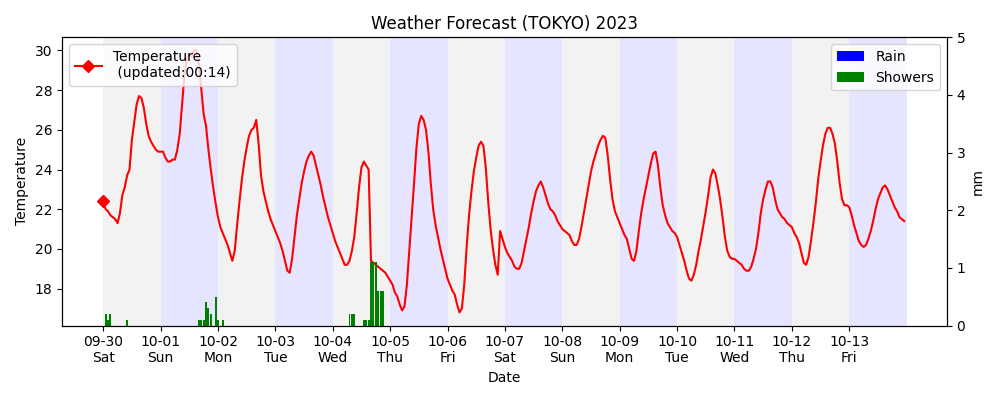 Weather Forecast (TOKYO) 2023
Temperature
(updated:00:14)
Rain
Showers
30
28
26
24
22
20
18
Temperature
5
4
3
2
1
0
mm
09-30 10-01 10-02 10-03 10-04 10-05 10-06 10-07 10-08 10-09 10-10 10-11 10-12 10-13
Sat Sun Mon Tue Wed Thu Fri Sat Sun Mon Tue Wed Thu Fri
Date